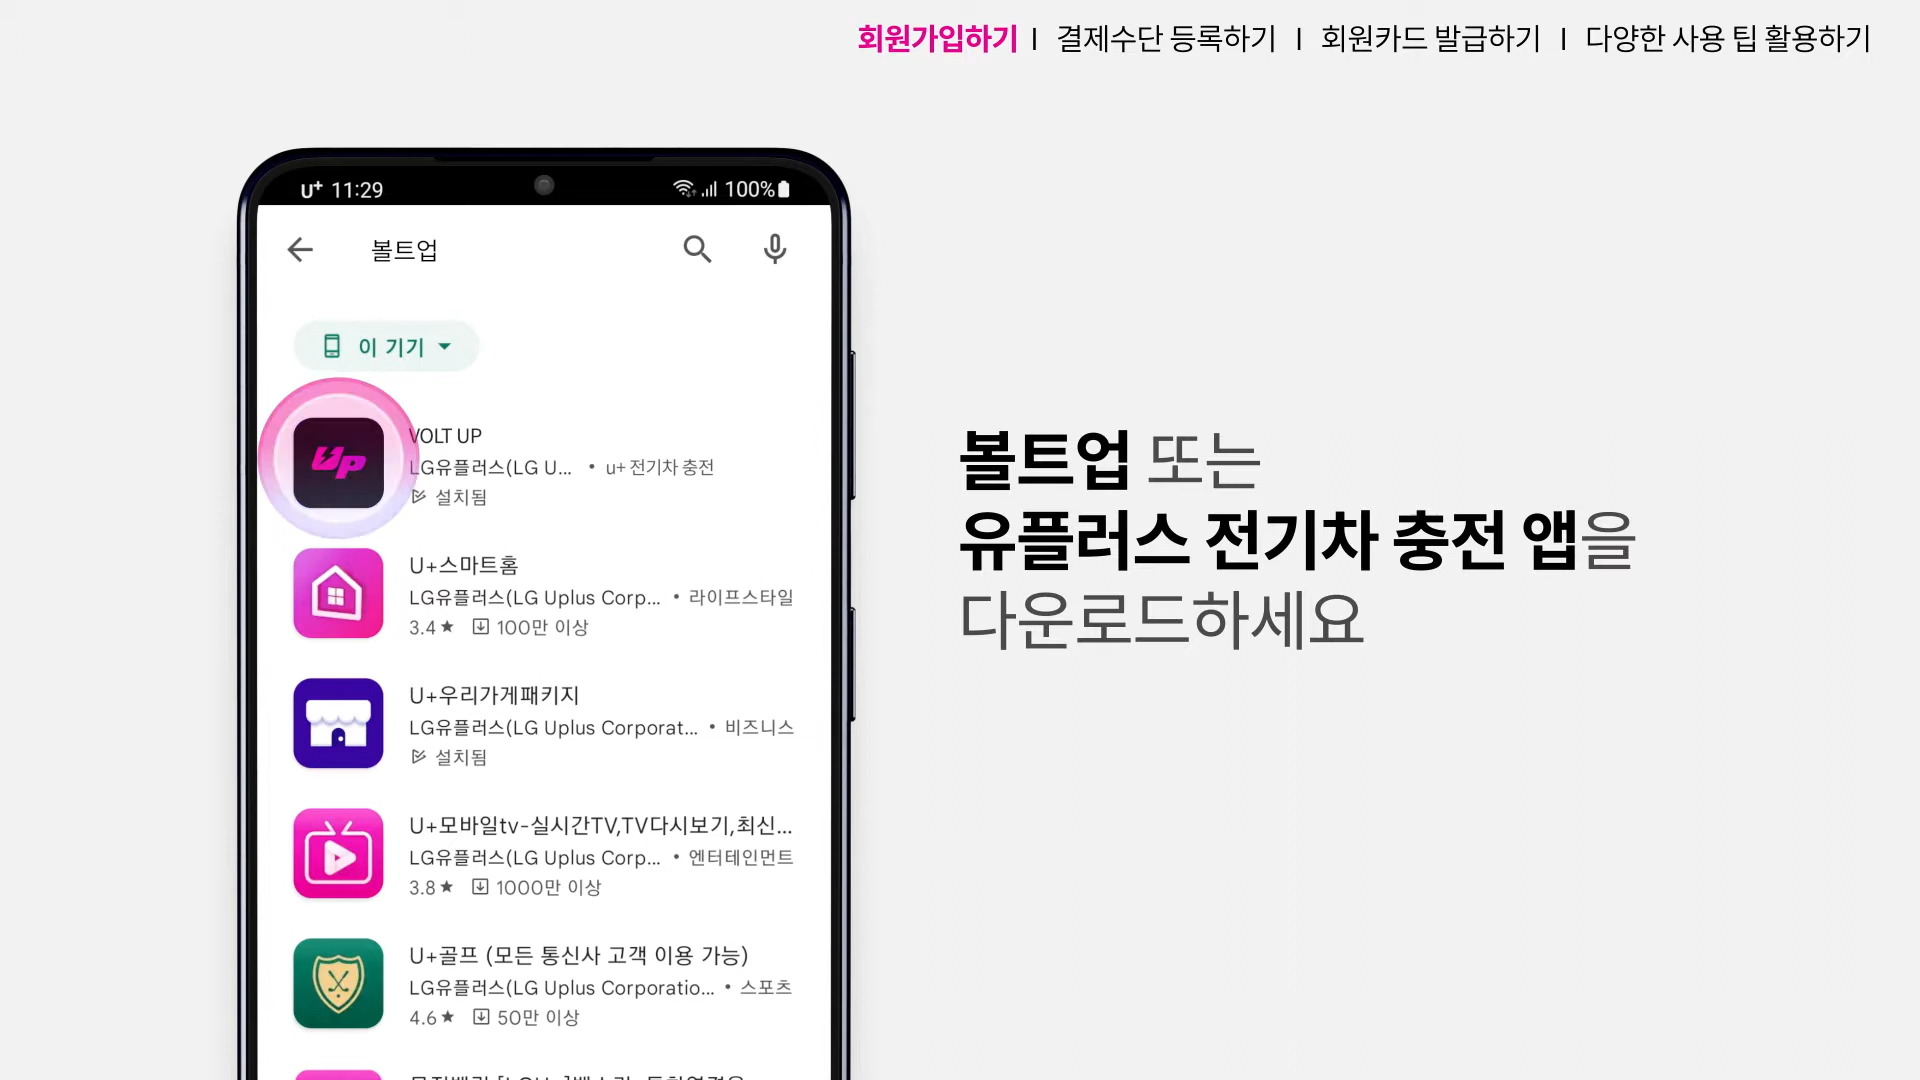 회원가입하기 | 결제수단 등록하기 | 회원카드 발급하기 | 다양한 사용 팁 활용하기
U+ 11:29 100%
볼트업
이 기기
UP
VOLT UP
LG유플러스(LG U... • u+ 전기차 충전
설치됨
U+스마트홈
LG유플러스(LG Uplus Corp... • 라이프스타일
3.4★ 100만 이상
U+우리가게패키지
LG유플러스(LG Uplus Corporat... • 비즈니스
설치됨
U+모바일tv-실시간TV,TV다시보기,최신...
LG유플러스(LG Uplus Corp... • 엔터테인먼트
3.8★ 1000만 이상
U+골프 (모든 통신사 고객 이용 가능)
LG유플러스(LG Uplus Corporatio... • 스포츠
4.6★ 50만 이상
볼트업 또는
유플러스 전기차 충전 앱을
다운로드하세요